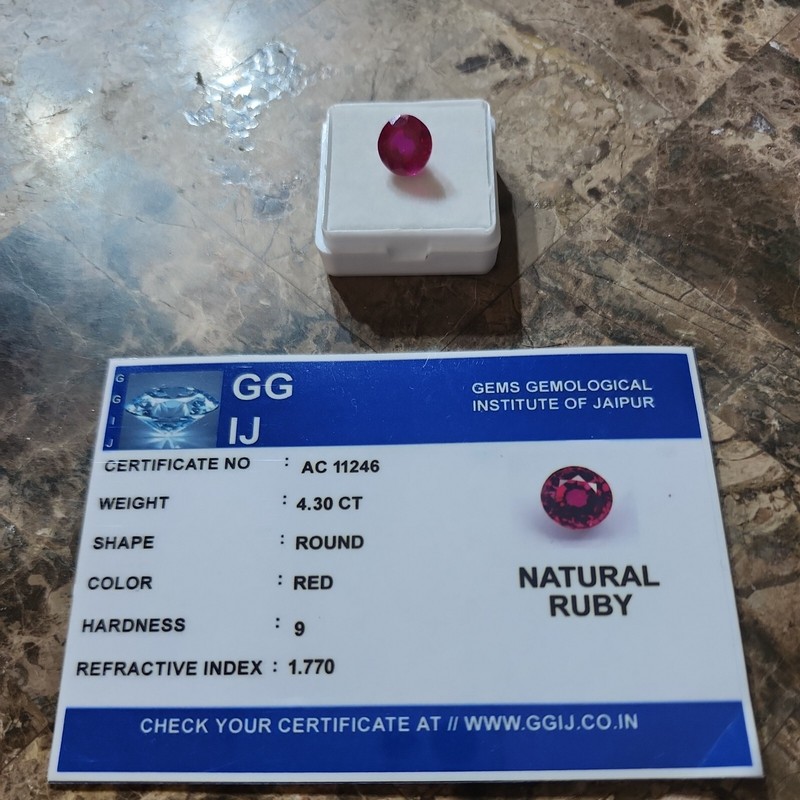 G
G
I
J
GG
IJ
GEMS GEMOLOGICAL
INSTITUTE OF JAIPUR
CERTIFICATE NO : AC 11246
WEIGHT : 4.30 CT
SHAPE : ROUND
COLOR : RED
HARDNESS : 9
REFRACTIVE INDEX : 1.770
NATURAL
RUBY
CHECK YOUR CERTIFICATE AT // WWW.GGIJ.CO.IN